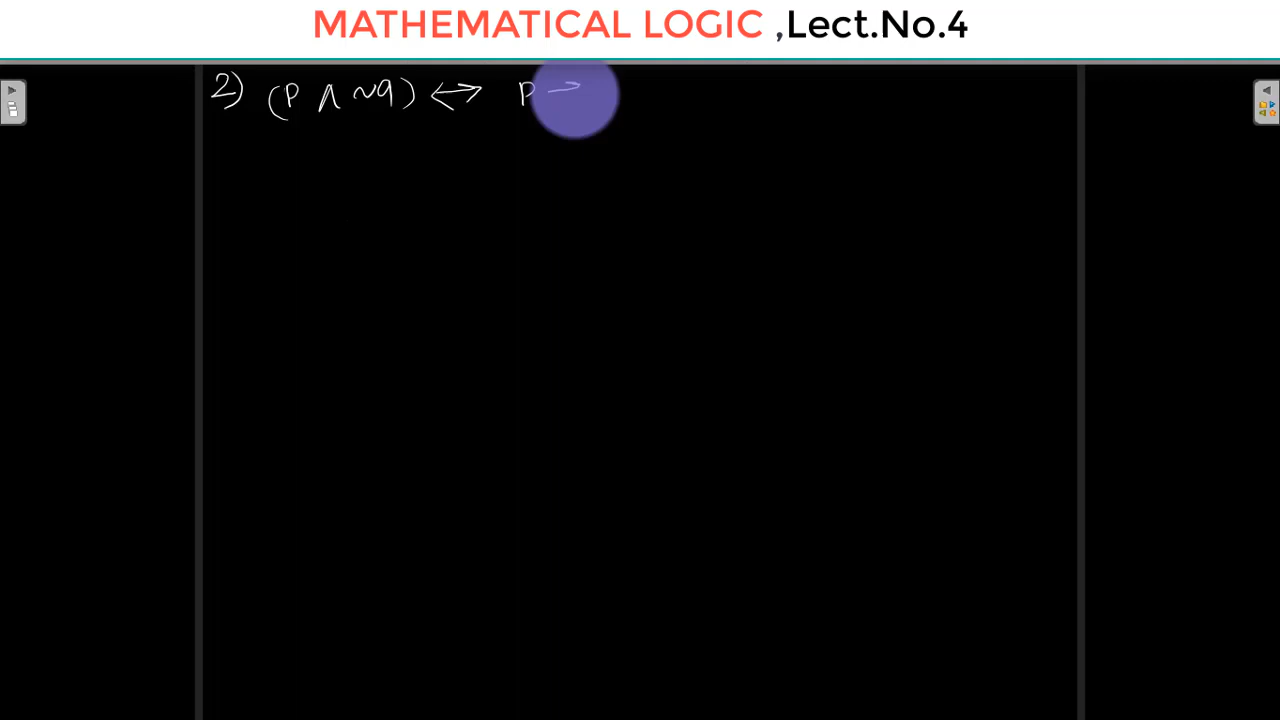 MATHEMATICAL LOGIC ,Lect.No.4
2) (P ∧ ~q) ↔ P →